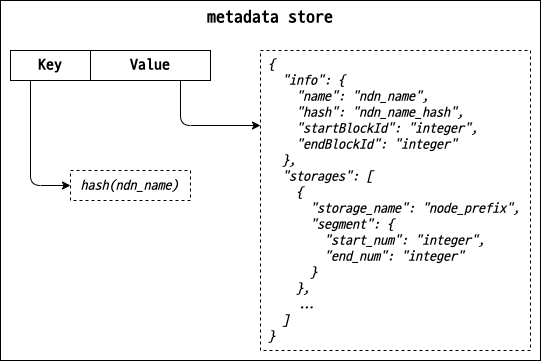 metadata store
Key Value
hash(ndn_name)
{
"info": {
"name": "ndn_name",
"hash": "ndn_name_hash",
"startBlockId": "integer",
"endBlockId": "integer"
},
"storages": [
{
"storage_name": "node_prefix",
"segment": {
"start_num": "integer",
"end_num": "integer"
}
},
...
]
}